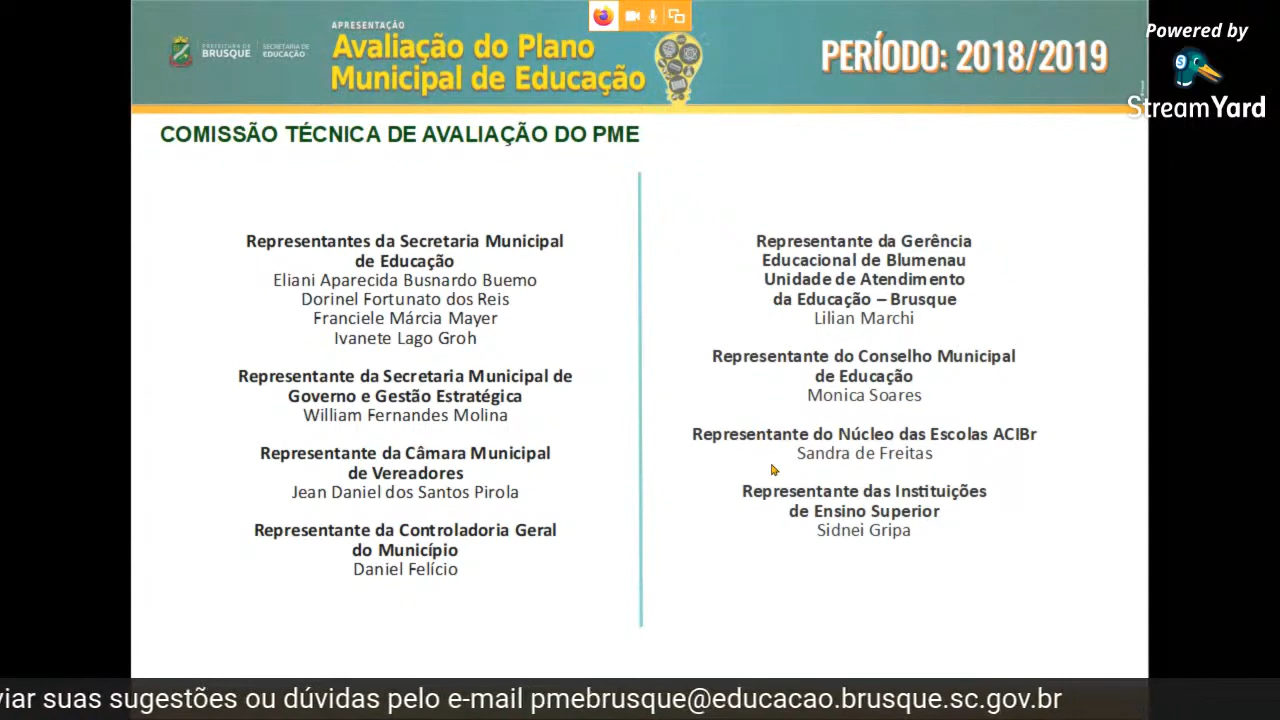 APRESENTAÇÃO
Avaliação do Plano
Municipal de Educação
PREFEITURA DE
BRUSQUE
SECRETARIA DE
EDUCAÇÃO
PERÍODO: 2018/2019
Powered by
StreamYard
COMISSÃO TÉCNICA DE AVALIAÇÃO DO PME
Representantes da Secretaria Municipal
de Educação
Eliani Aparecida Busnardo Buemo
Dorinel Fortunato dos Reis
Franciele Márcia Mayer
Ivanete Lago Groh
Representante da Secretaria Municipal de
Governo e Gestão Estratégica
William Fernandes Molina
Representante da Câmara Municipal
de Vereadores
Jean Daniel dos Santos Pirola
Representante da Controladoria Geral
do Município
Daniel Felício
Representante da Gerência
Educacional de Blumenau
Unidade de Atendimento
da Educação – Brusque
Lilian Marchi
Representante do Conselho Municipal
de Educação
Monica Soares
Representante do Núcleo das Escolas ACIBr
Sandra de Freitas
Representante das Instituições
de Ensino Superior
Sidnei Gripa
viar suas sugestões ou dúvidas pelo e-mail pmebrusque@educacao.brusque.sc.gov.br